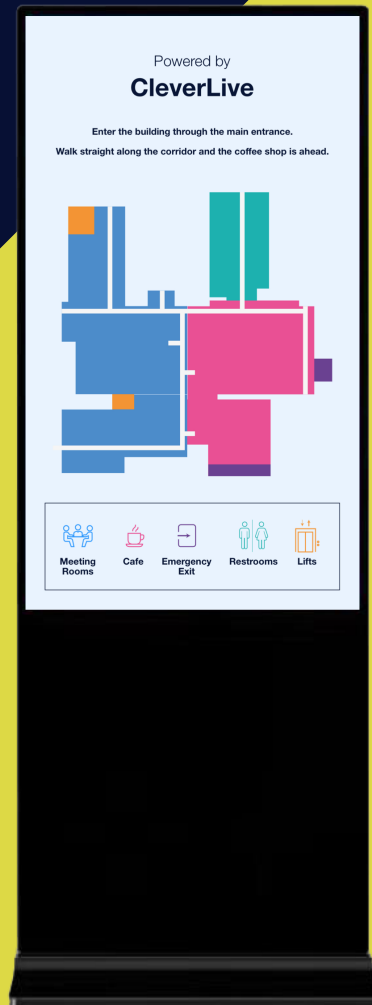 Powered by
CleverLive
Enter the building through the main entrance.
Walk straight along the corridor and the coffee shop is ahead.
Meeting Rooms
Cafe
Emergency Exit
Restrooms
Lifts